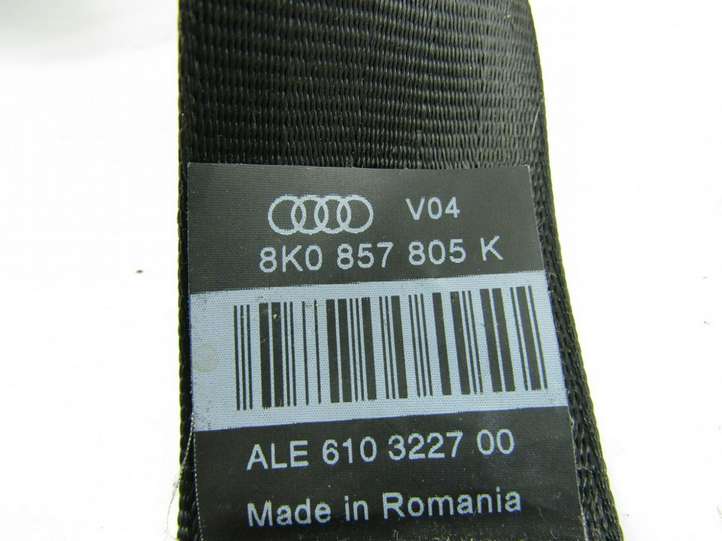 V04
8K0 857 805 K
ALE 610 3227 00
Made in Romania